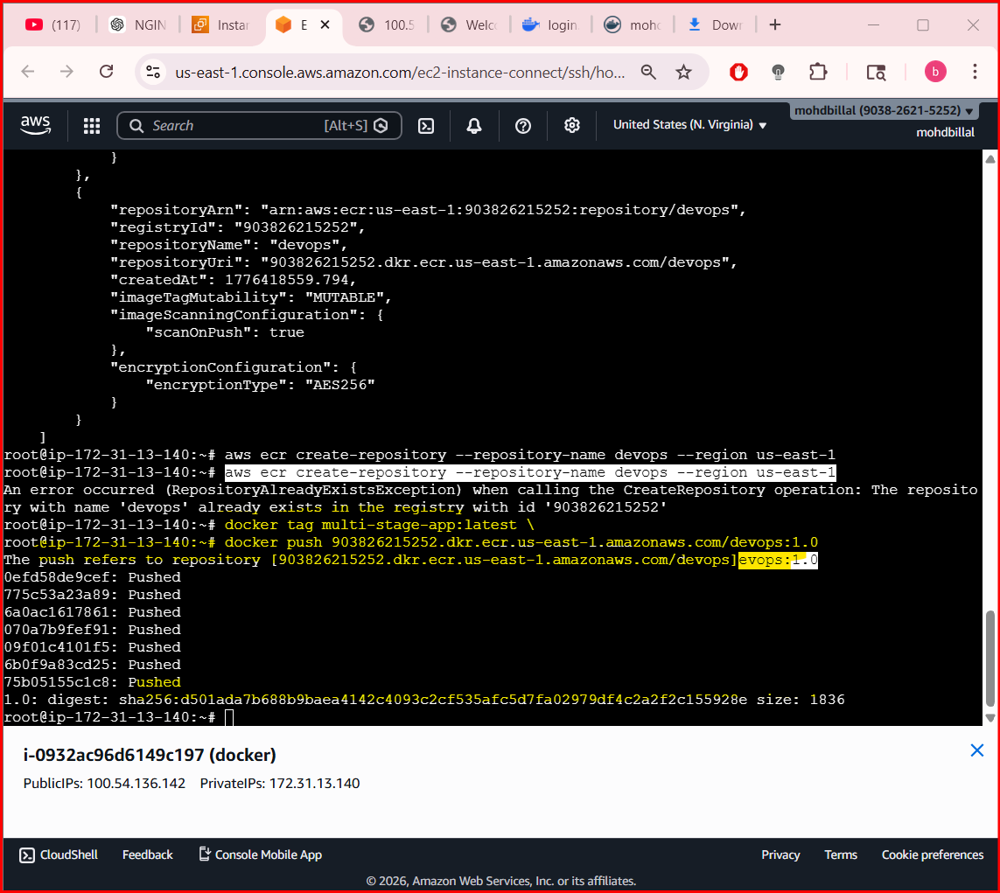 (117)
NGIN
Instar
E
100.5
Welc
login
mohc
Down
us-east-1.console.aws.amazon.com/ec2-instance-connect/ssh/ho...
b
aws
Search
[Alt+S]
United States (N. Virginia)
mohdbillal (9038-2621-5252)
mohdbillal
}
},
{
"repositoryArn": "arn:aws:ecr:us-east-1:903826215252:repository/devops",
"registryId": "903826215252",
"repositoryName": "devops",
"repositoryUri": "903826215252.dkr.ecr.us-east-1.amazonaws.com/devops",
"createdAt": 1776418559.794,
"imageTagMutability": "MUTABLE",
"imageScanningConfiguration": {
"scanOnPush": true
},
"encryptionConfiguration": {
"encryptionType": "AES256"
}
}
]
root@ip-172-31-13-140:~# aws ecr create-repository --repository-name devops --region us-east-1
root@ip-172-31-13-140:~# aws ecr create-repository --repository-name devops --region us-east-1
An error occurred (RepositoryAlreadyExistsException) when calling the CreateRepository operation: The reposito
ry with name 'devops' already exists in the registry with id '903826215252'
root@ip-172-31-13-140:~# docker tag multi-stage-app:latest \
root@ip-172-31-13-140:~# docker push 903826215252.dkr.ecr.us-east-1.amazonaws.com/devops:1.0
The push refers to repository [903826215252.dkr.ecr.us-east-1.amazonaws.com/devops]evops:1.0
0efd58de9cef: Pushed
775c53a23a89: Pushed
6a0ac1617861: Pushed
070a7b9fef91: Pushed
09f01c4101f5: Pushed
6b0f9a83cd25: Pushed
75b05155c1c8: Pushed
1.0: digest: sha256:d501ada7b688b9baea4142c4093c2cf535afc5d7fa02979df4c2a2f2c155928e size: 1836
root@ip-172-31-13-140:~#
i-0932ac96d6149c197 (docker)
PublicIPs: 100.54.136.142 PrivateIPs: 172.31.13.140
CloudShell Feedback Console Mobile App Privacy Terms Cookie preferences
© 2026, Amazon Web Services, Inc. or its affiliates.